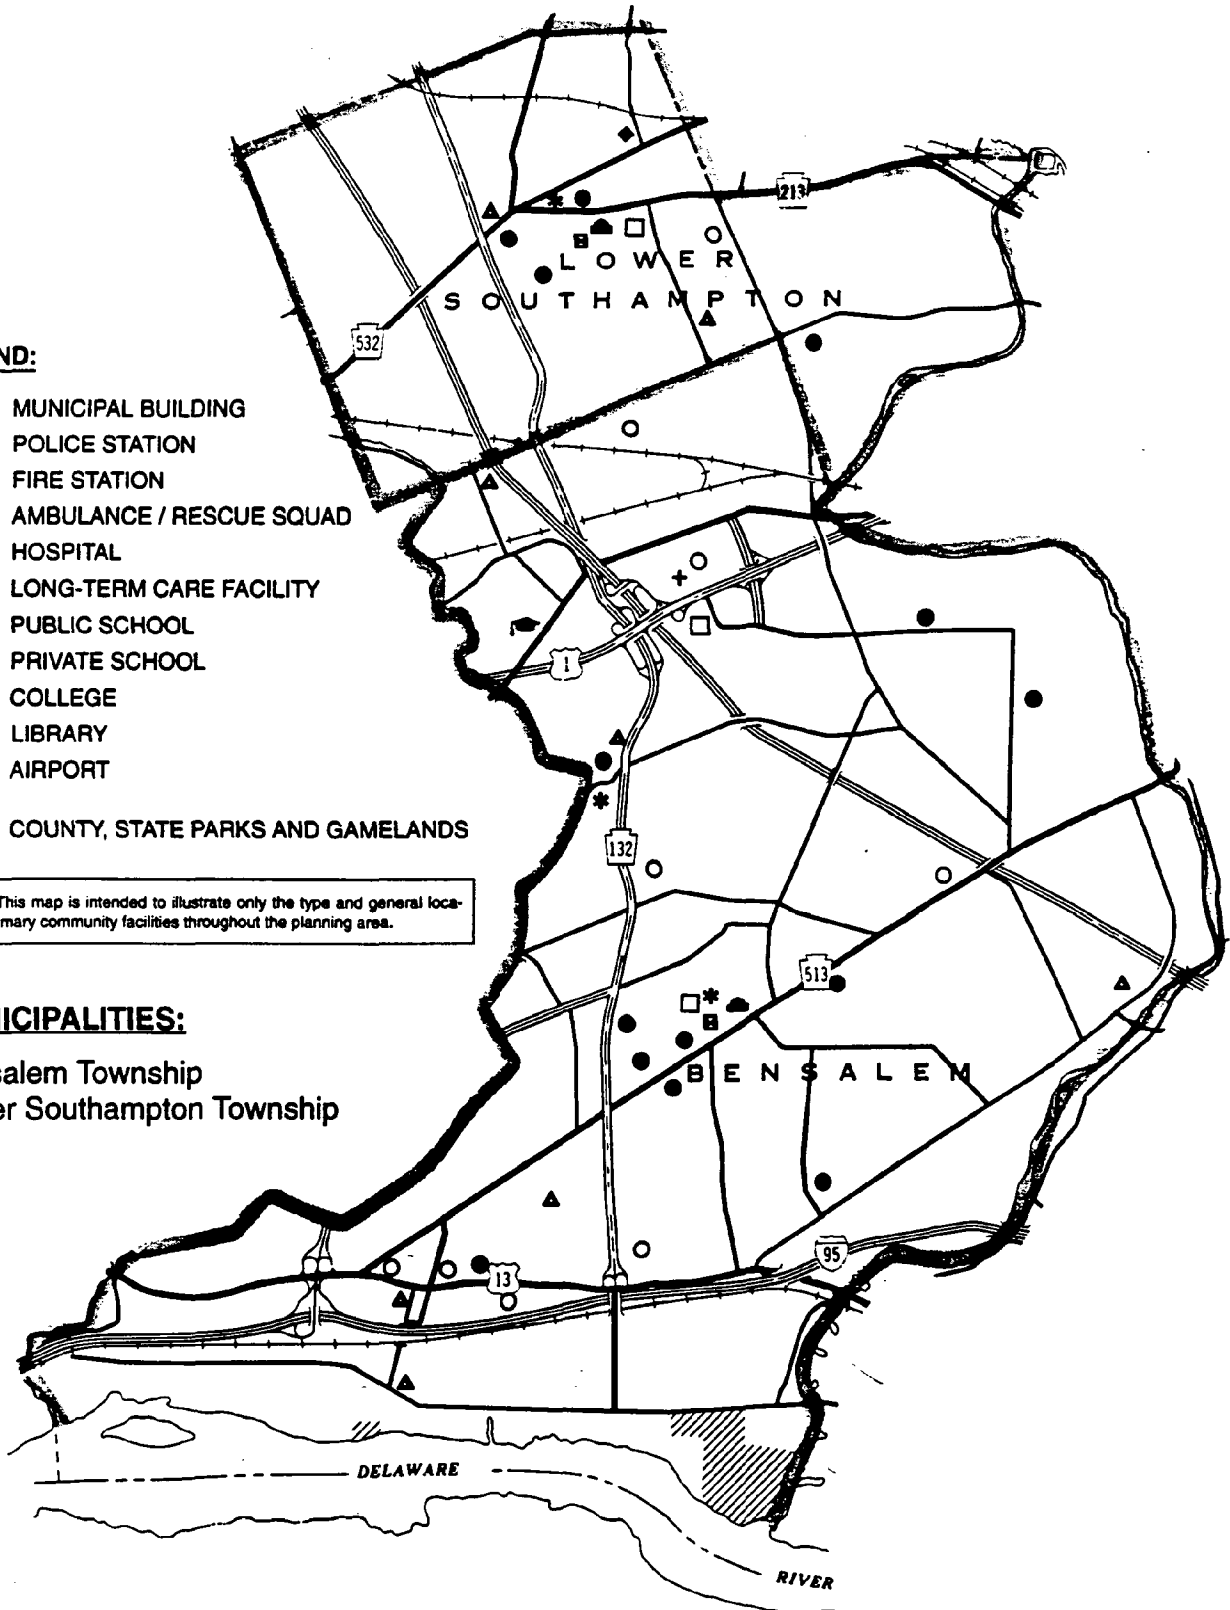 213
LOWER
SOUTHAMPTON
532
ND:
MUNICIPAL BUILDING
POLICE STATION
FIRE STATION
AMBULANCE / RESCUE SQUAD
HOSPITAL
LONG-TERM CARE FACILITY
PUBLIC SCHOOL
PRIVATE SCHOOL
COLLEGE
LIBRARY
AIRPORT
COUNTY, STATE PARKS AND GAMELANDS
1
132
This map is intended to illustrate only the type and general loca-
mary community facilities throughout the planning area.
513
ICIPALITIES:
salem Township
er Southampton Township
BENSALEM
95
13
DELAWARE
RIVER